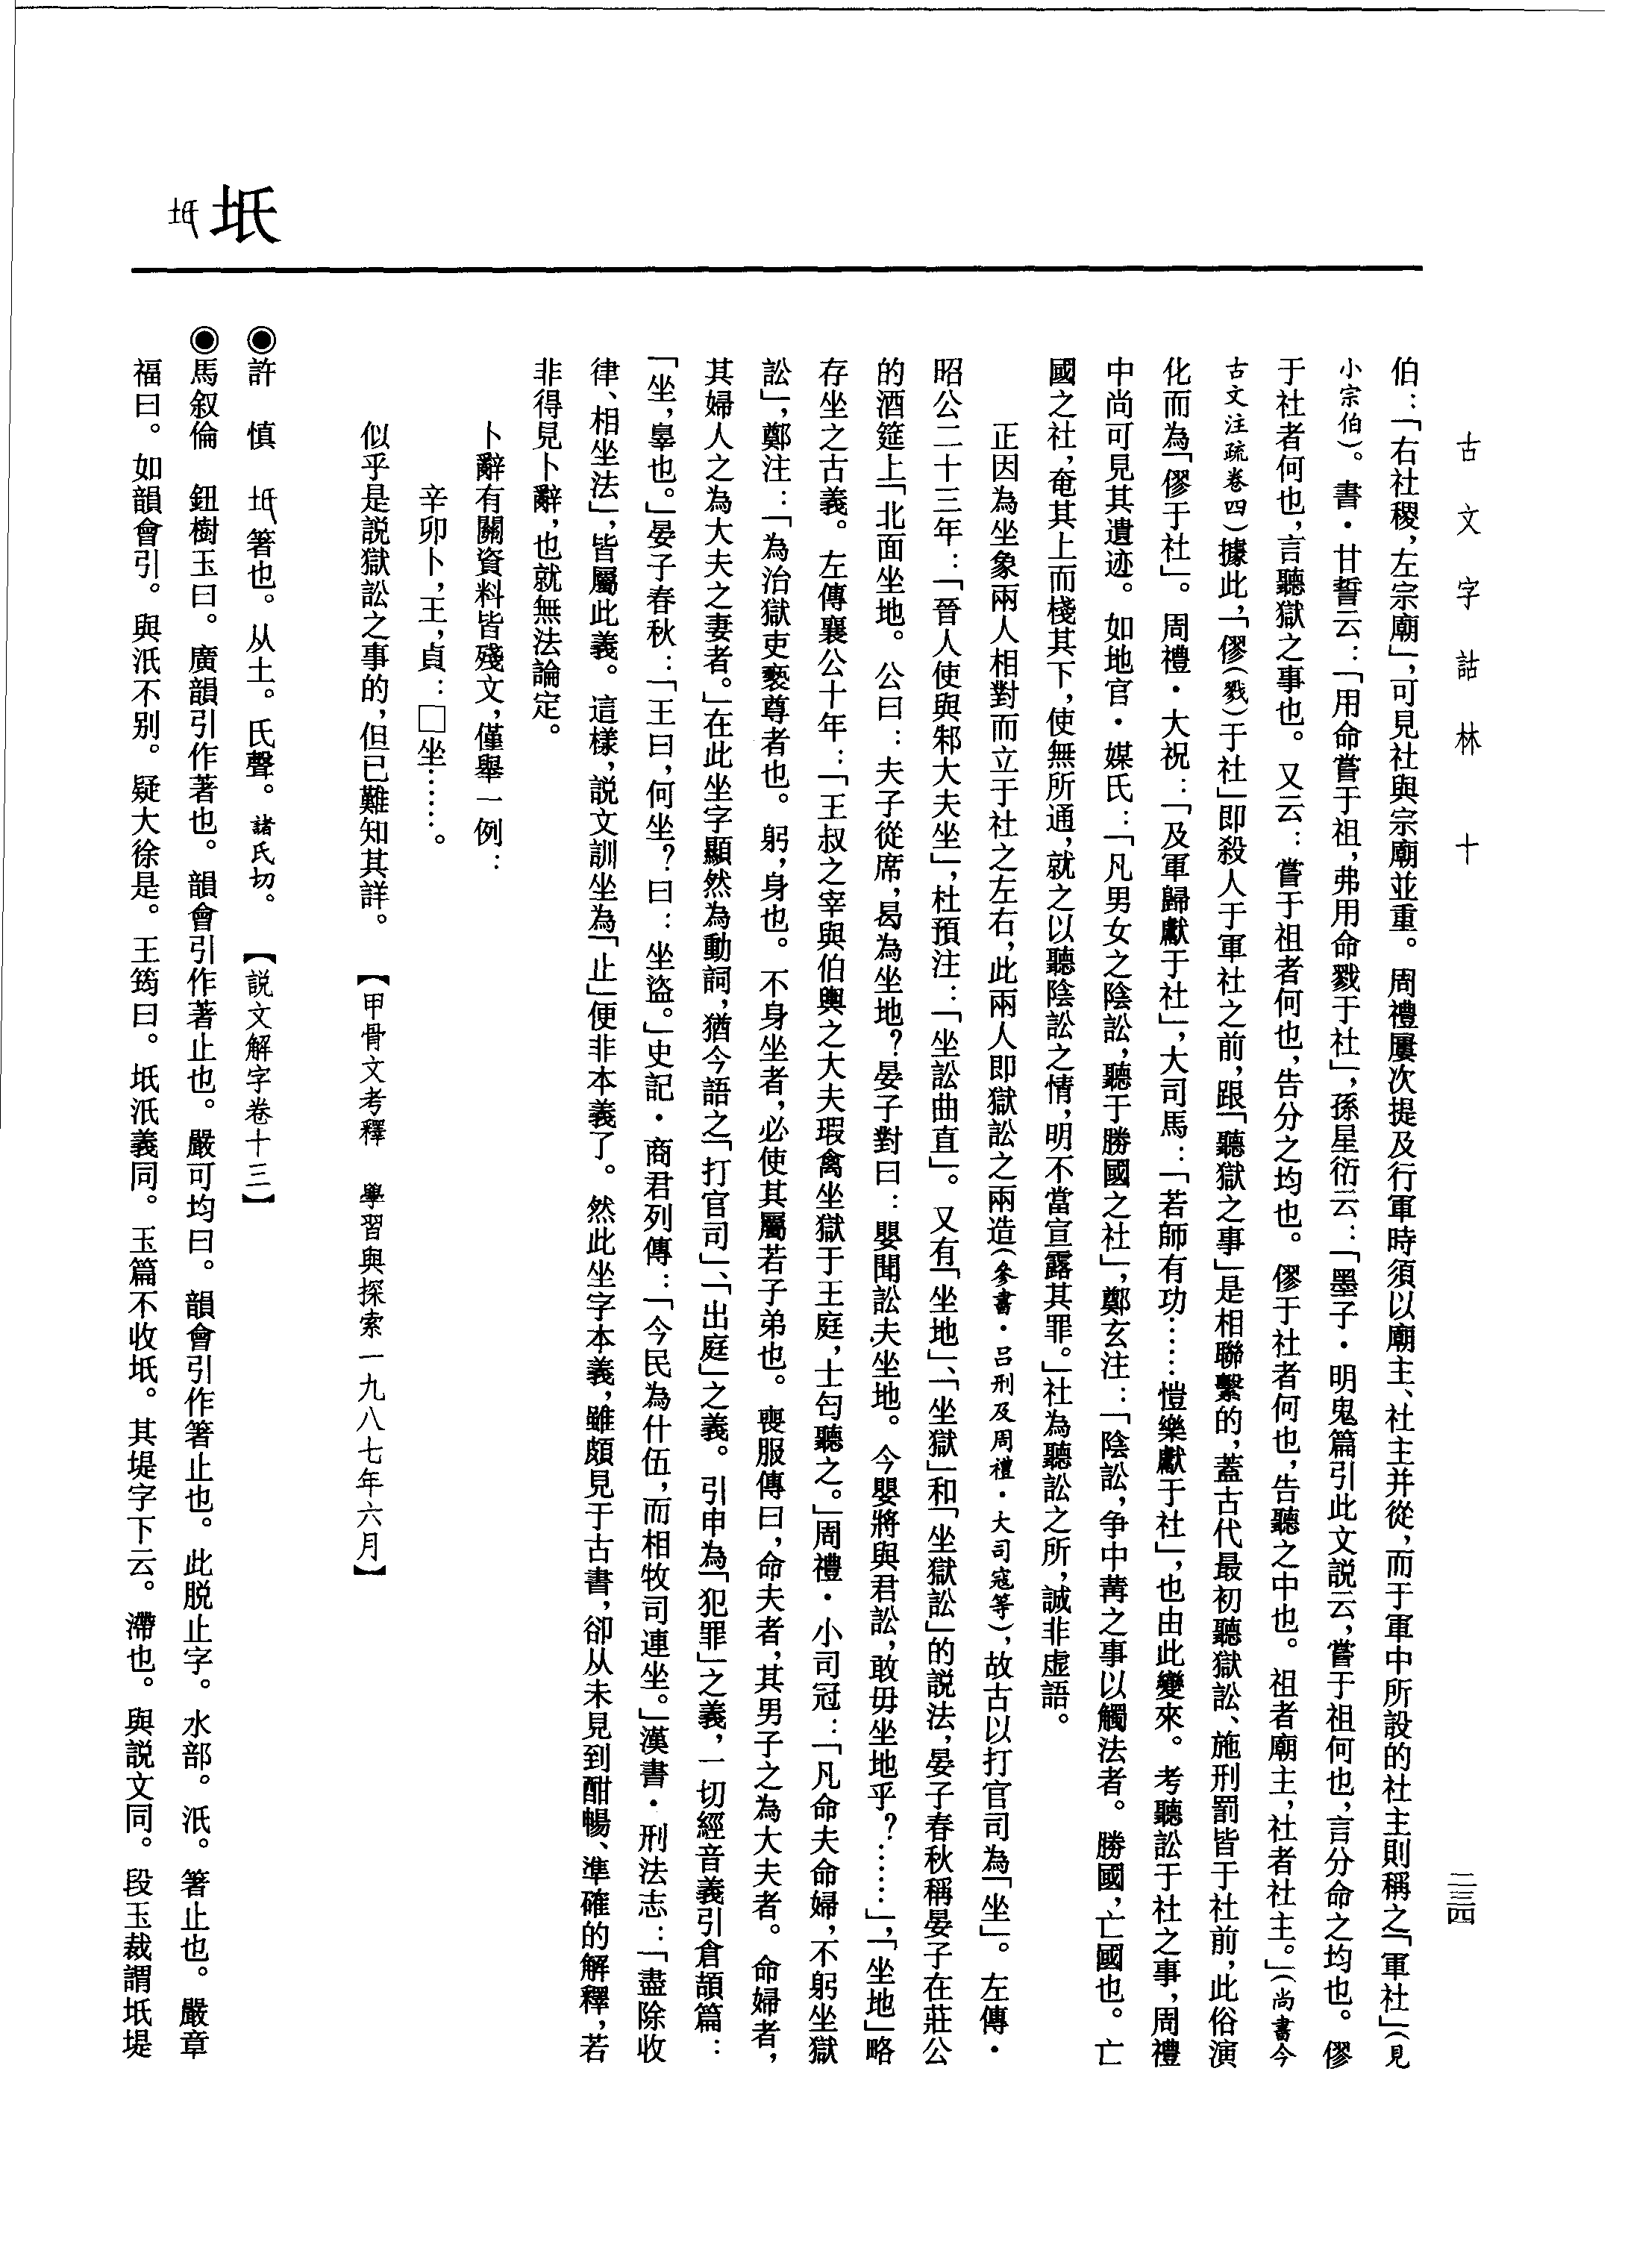 古文字詁林 十
二三四
坁
伯：「右社稷，左宗廟」，可見社與宗廟並重。周禮屢次提及行軍時須以廟主、社主并從，而于軍中所設的社主則稱之「軍社」（見
小宗伯）。書・甘誓云：「用命賞于祖，弗用命戮于社」，孫星衍云：「墨子・明鬼篇引此文説云，嘗于祖何也，言分命之均也。僇
于社者何也，言聽獄之事也。又云：嘗于祖者何也，告分之均也。僇于社者何也，告聽之中也。祖者廟主，社者社主。」（尚書今
古文注疏卷四）據此，「僇（戮）于社」即殺人于軍社之前，跟「聽獄之事」是相聯繫的，蓋古代最初聽獄訟、施刑罰皆于社前，此俗演
化而為「僇于社」。周禮・大祝：「及軍歸獻于社」，大司馬：「若師有功……愷樂獻于社」，也由此變來。考聽訟于社之事，周禮
中尚可見其遺迹。如地官・媒氏：「凡男女之陰訟，聽于勝國之社」，鄭玄注：「陰訟，争中冓之事以觸法者。勝國，亡國也。亡
國之社，奄其上而棧其下，使無所通，就之以聽陰訟之情，明不當宣露其罪。」社為聽訟之所，誠非虚語。
正因為坐象兩人相對而立于社之左右，此兩人即獄訟之兩造（參書・吕刑及周禮・大司寇等），故古以打官司為「坐」。左傳・
昭公二十三年：「晉人使與邾大夫坐」，杜預注：「坐訟曲直」。又有「坐地」、「坐獄」和「坐獄訟」的説法，晏子春秋稱晏子在莊公
的酒筵上「北面坐地。公曰：夫子從席，曷為坐地？晏子對曰：嬰聞訟夫坐地。今嬰將與君訟，敢毋坐地乎？……」，「坐地」略
存坐之古義。左傳襄公十年：「王叔之宰與伯輿之大夫瑕禽坐獄于王庭，士匄聽之。」周禮・小司冠：「凡命夫命婦，不躬坐獄
訟」，鄭注：「為治獄吏褻尊者也。躬，身也。不身坐者，必使其屬若子弟也。喪服傳曰，命夫者，其男子之為大夫者。命婦者，
其婦人之為大夫之妻者。」在此坐字顯然為動詞，猶今語之「打官司」、「出庭」之義。引申為「犯罪」之義，一切經音義引倉頡篇：
「坐，辠也。」晏子春秋：「王曰，何坐？曰：坐盜。」史記・商君列傳：「今民為什伍，而相牧司連坐。」漢書・刑法志：「盡除收
律、相坐法」，皆屬此義。這樣，説文訓坐為「止」便非本義了。然此坐字本義，雖頗見于古書，卻从未見到酣暢、準確的解釋，若
非得見卜辭，也就無法論定。
卜辭有關資料皆殘文，僅舉一例：
辛卯卜，王，貞：□坐……。
似乎是説獄訟之事的，但已難知其詳。【甲骨文考釋 學習與探索一九八七年六月】
◉許 慎 坁箸也。从土。氏聲。諸氏切。【説文解字卷十三】
◉馬叙倫 鈕樹玉曰。廣韻引作著也。韻會引作著止也。嚴可均曰。韻會引作箸止也。此脱止字。水部。汦。箸止也。嚴章
福曰。如韻會引。與汦不别。疑大徐是。王筠曰。坁汦義同。玉篇不收坁。其堤字下云。滯也。與説文同。段玉裁謂坁堤